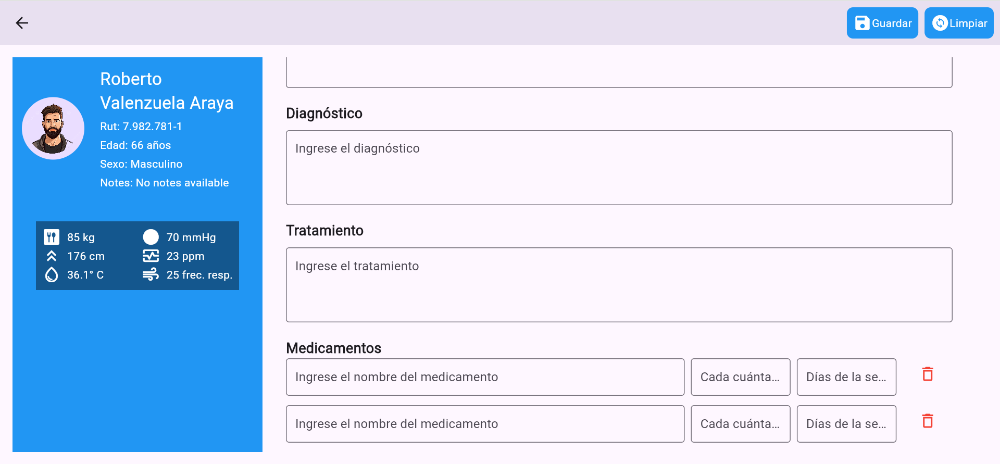 Guardar
Limpiar
Roberto
Valenzuela Araya
Rut: 7.982.781-1
Edad: 66 años
Sexo: Masculino
Notes: No notes available
85 kg
70 mmHg
176 cm
23 ppm
36.1° C
25 frec. resp.
Diagnóstico
Ingrese el diagnóstico
Tratamiento
Ingrese el tratamiento
Medicamentos
Ingrese el nombre del medicamento
Cada cuánta...
Días de la se...
Ingrese el nombre del medicamento
Cada cuánta...
Días de la se...